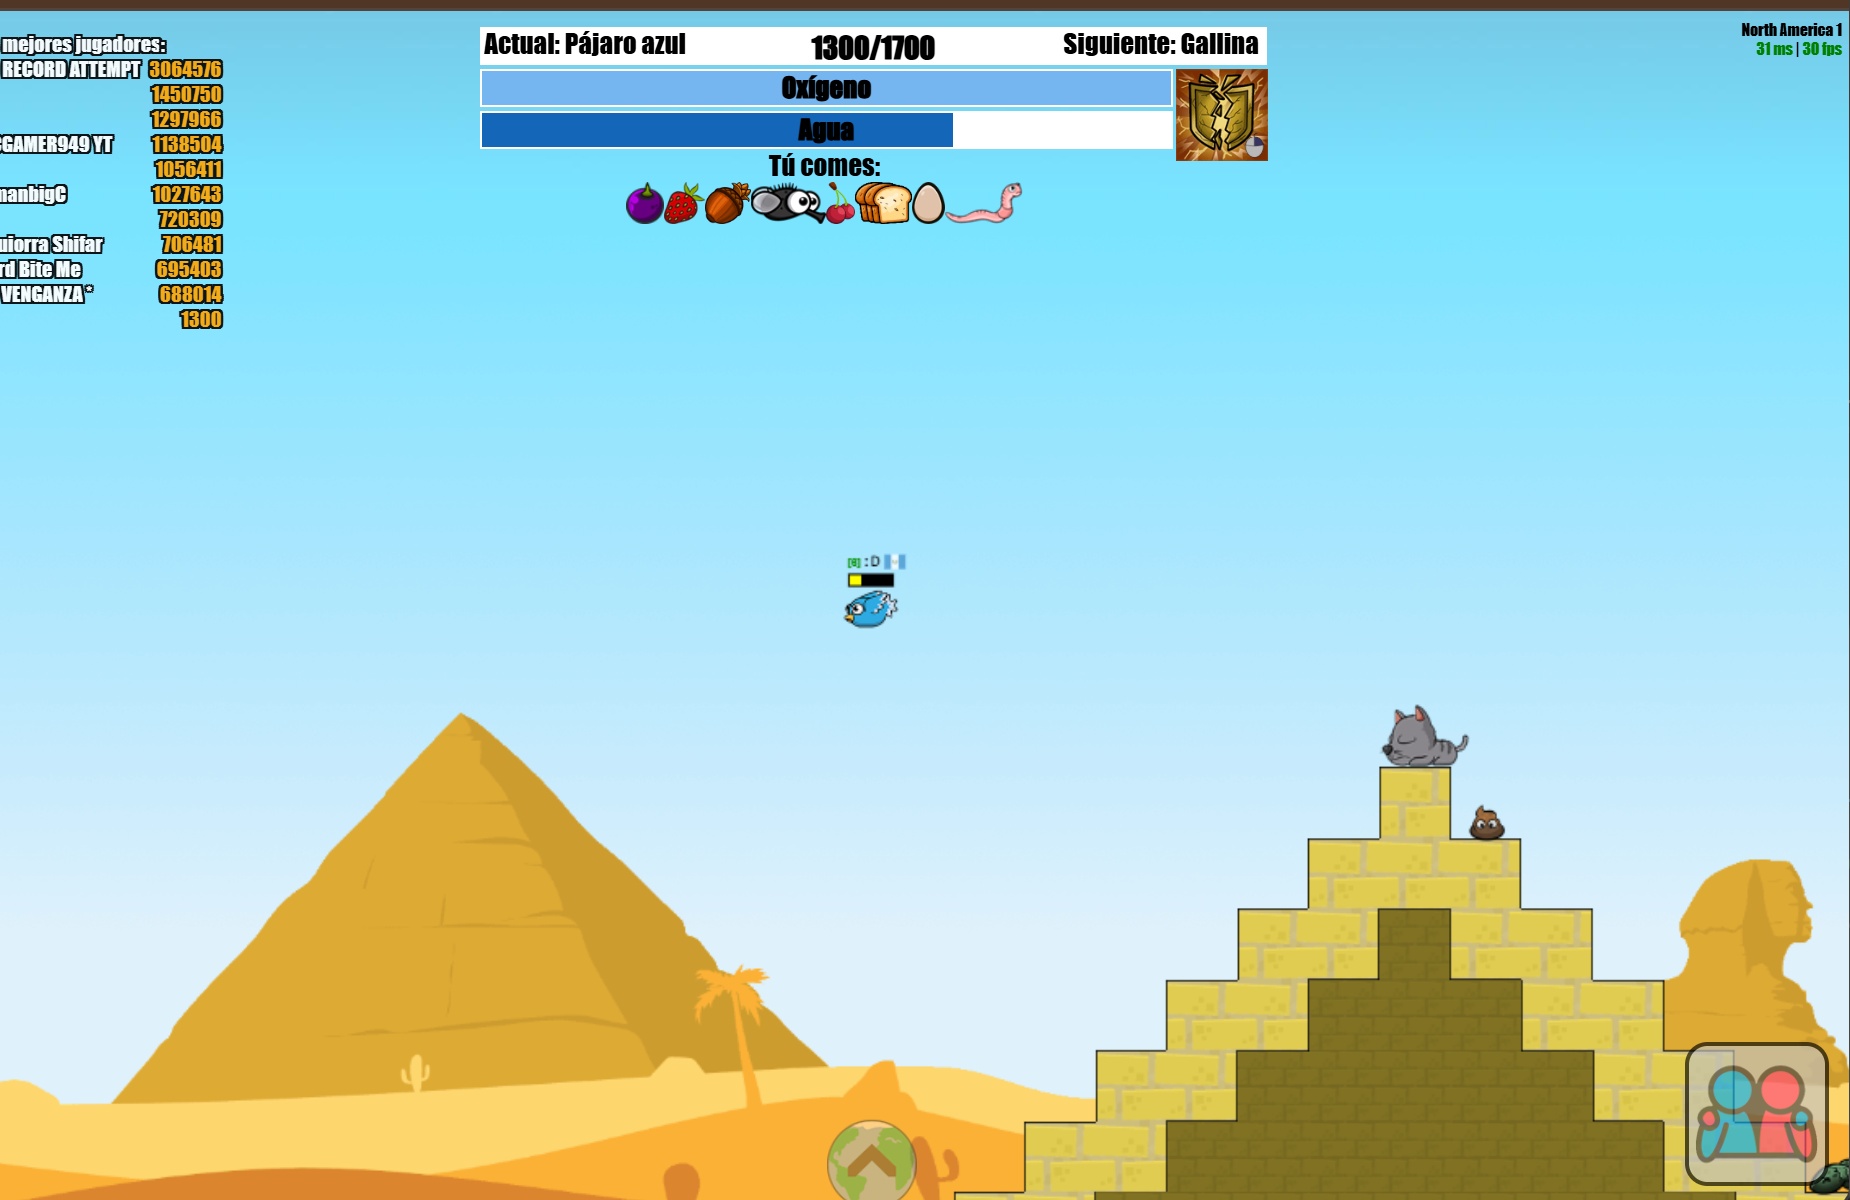 mejores jugadores:
RECORD ATTEMPT 3064576
1450750
1297966
GAMER949 YT 1138504
1056411
manbigC 1027643
720309
uiorra Shifar 706481
rd Bite Me 695403
VENGANZA * 688014
1300
Actual: Pájaro azul 1300/1700 Siguiente: Gallina
Oxígeno
Agua
Tú comes:
North America 1
31 ms | 30 fps
[8] :D